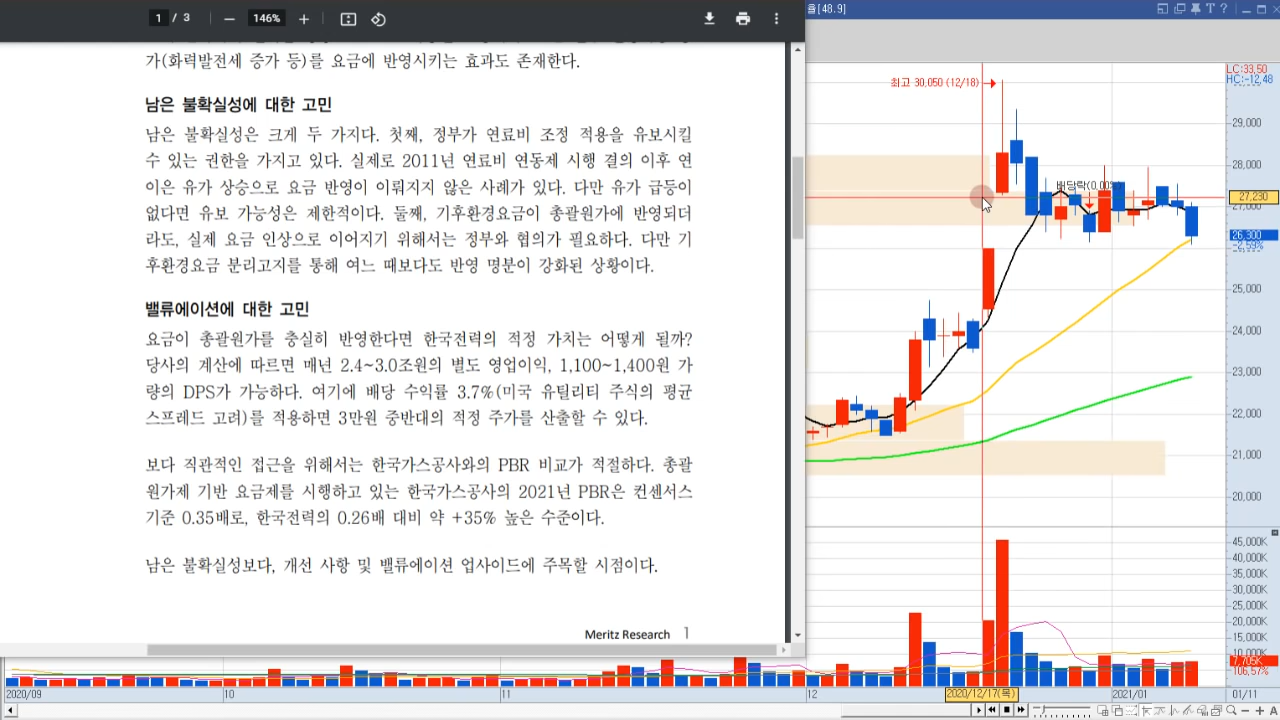 1 / 3
146%
율[48.9]
가(화력발전세 증가 등)를 요금에 반영시키는 효과도 존재한다.
남은 불확실성에 대한 고민
남은 불확실성은 크게 두 가지다. 첫째, 정부가 연료비 조정 적용을 유보시킬
수 있는 권한을 가지고 있다. 실제로 2011년 연료비 연동제 시행 결의 이후 연
이은 유가 상승으로 요금 반영이 이뤄지지 않은 사례가 있다. 다만 유가 급등이
없다면 유보 가능성은 제한적이다. 둘째, 기후환경요금이 총괄원가에 반영되더
라도, 실제 요금 인상으로 이어지기 위해서는 정부와 협의가 필요하다. 다만 기
후환경요금 분리고지를 통해 여느 때보다도 반영 명분이 강화된 상황이다.
밸류에이션에 대한 고민
요금이 총괄원가를 충실히 반영한다면 한국전력의 적정 가치는 어떻게 될까?
당사의 계산에 따르면 매년 2.4~3.0조원의 별도 영업이익, 1,100~1,400원 가
량의 DPS가 가능하다. 여기에 배당 수익률 3.7%(미국 유틸리티 주식의 평균
스프레드 고려)를 적용하면 3만원 중반대의 적정 주가를 산출할 수 있다.
보다 직관적인 접근을 위해서는 한국가스공사와의 PBR 비교가 적절하다. 총괄
원가제 기반 요금제를 시행하고 있는 한국가스공사의 2021년 PBR은 컨센서스
기준 0.35배로, 한국전력의 0.26배 대비 약 +35% 높은 수준이다.
남은 불확실성보다, 개선 사항 및 밸류에이션 업사이드에 주목할 시점이다.
Meritz Research 1
최고 30,050 (12/18)
배당락(0.00%)
LC:33,50
HC:-12,48
29,000
28,000
27,230
27,000
26,300
25,000
24,000
23,000
22,000
21,000
20,000
45,000K
40,000K
35,000K
30,000K
25,000K
20,000K
15,000K
10,000K
7,705K
106,57%
2020/09
10
11
12
2020/12/17(목)
2021/01
01/11